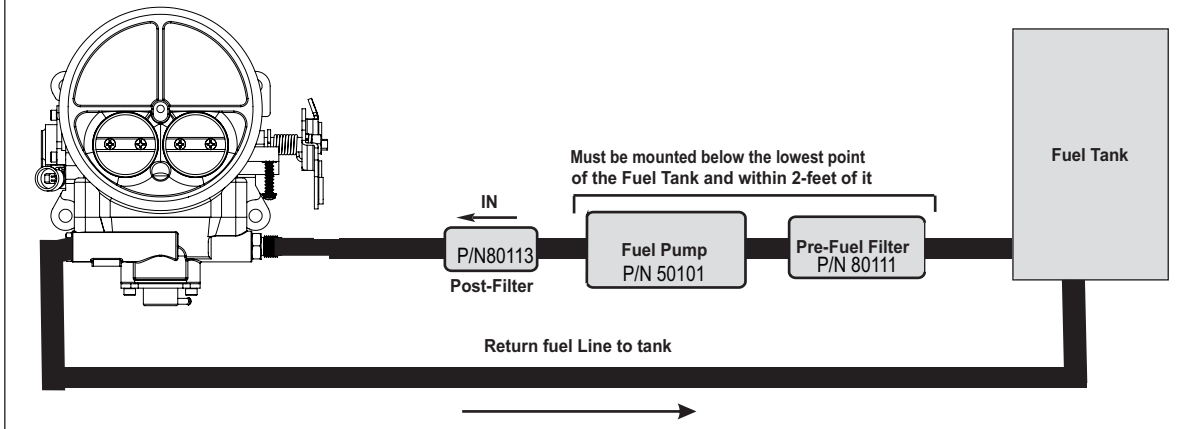 Must be mounted below the lowest point
of the Fuel Tank and within 2-feet of it
Fuel Tank
IN
P/N80113
Post-Filter
Fuel Pump
P/N 50101
Pre-Fuel Filter
P/N 80111
Return fuel Line to tank